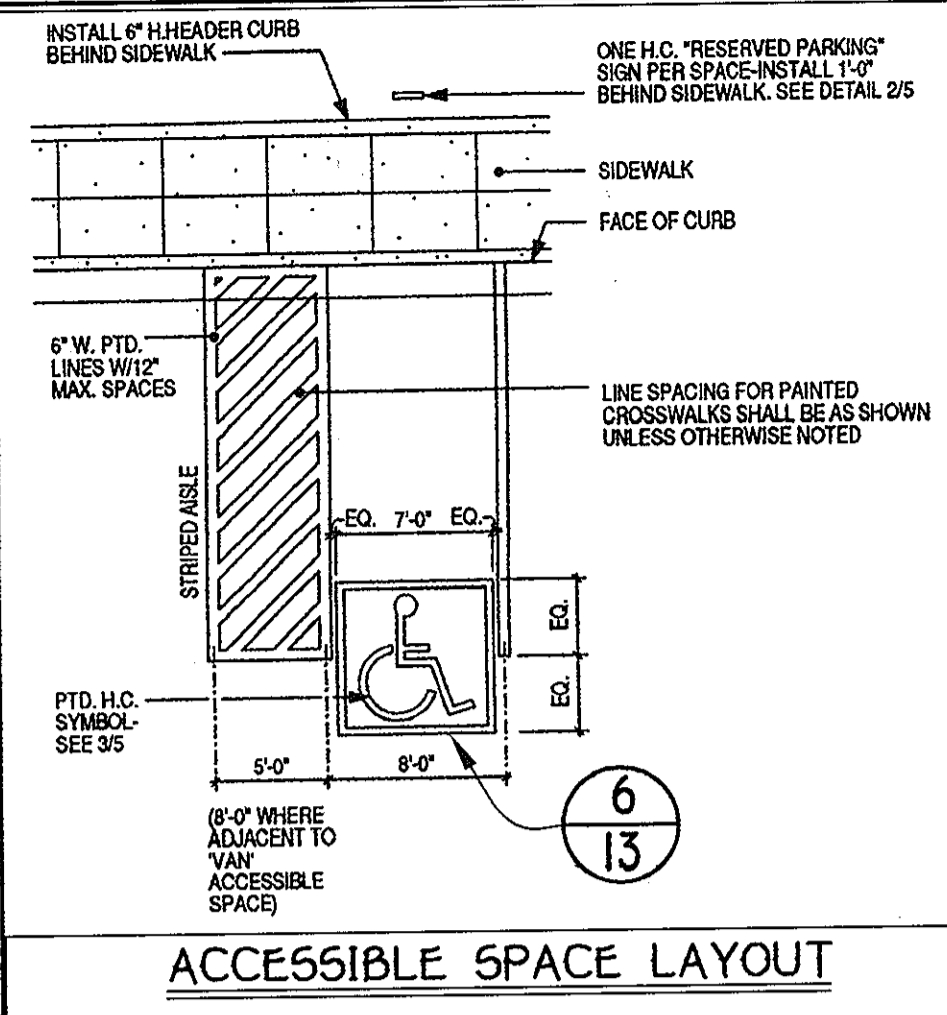 INSTALL 6" H.HEADER CURB
BEHIND SIDEWALK
ONE H.C. "RESERVED PARKING"
SIGN PER SPACE-INSTALL 1'-0"
BEHIND SIDEWALK. SEE DETAIL 2/5
SIDEWALK
FACE OF CURB
6" W. PTD.
LINES W/12"
MAX. SPACES
LINE SPACING FOR PAINTED
CROSSWALKS SHALL BE AS SHOWN
UNLESS OTHERWISE NOTED
STRIPED AISLE
EQ. 7'-0" EQ.
EQ.
EQ.
PTD. H.C.
SYMBOL-
SEE 3/5
5'-0" 8'-0"
(8'-0" WHERE
ADJACENT TO
'VAN'
ACCESSIBLE
SPACE)
6
13
ACCESSIBLE SPACE LAYOUT